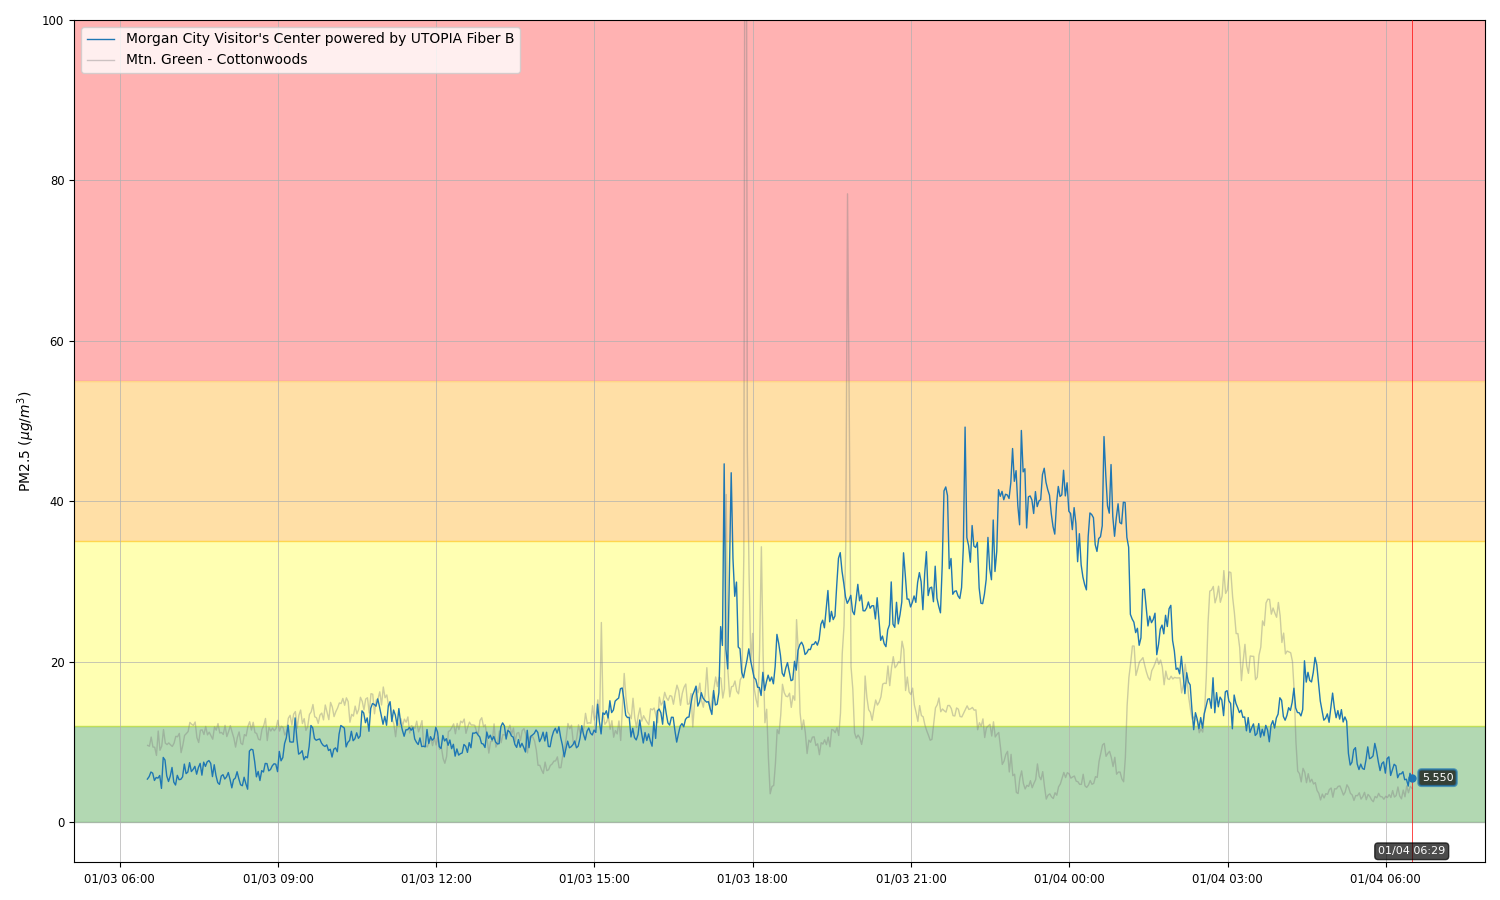 100
Morgan City Visitor's Center powered by UTOPIA Fiber B
Mtn. Green - Cottonwoods
80
60
PM2.5 (μg/m³)
40
20
5.550
0
01/04 06:29
01/03 06:00 01/03 09:00 01/03 12:00 01/03 15:00 01/03 18:00 01/03 21:00 01/04 00:00 01/04 03:00 01/04 06:00